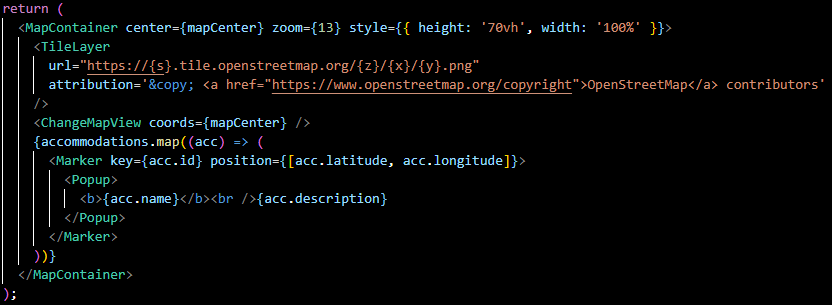 return (
  <MapContainer center={mapCenter} zoom={13} style={{ height: '70vh', width: '100%' }}>
    <TileLayer
      url="https://{s}.tile.openstreetmap.org/{z}/{x}/{y}.png"
      attribution='&copy; <a href="https://www.openstreetmap.org/copyright">OpenStreetMap</a> contributors'
    />
    <ChangeMapView coords={mapCenter} />
    {accommodations.map((acc) => (
      <Marker key={acc.id} position={[acc.latitude, acc.longitude]}>
        <Popup>
          <b>{acc.name}</b><br />{acc.description}
        </Popup>
      </Marker>
    ))}
  </MapContainer>
);